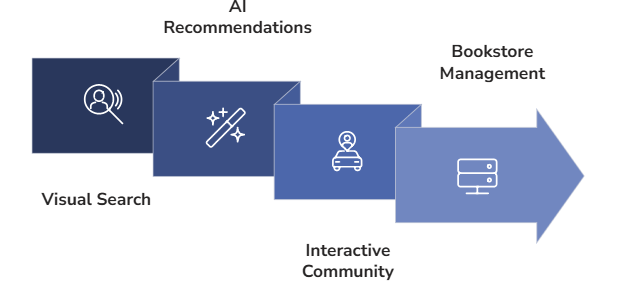 AI
Recommendations
Bookstore
Management
Visual Search
Interactive
Community